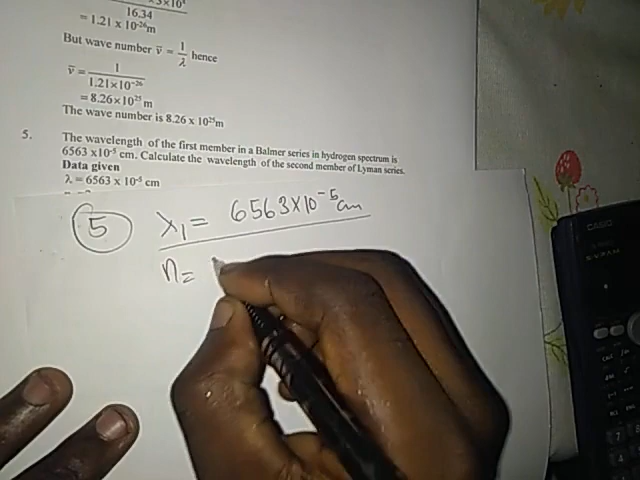 16.34
= 1.21 x 10⁻²⁶m
But wave number ν̄ = 1/λ hence
ν̄ = 1/1.21×10⁻²⁶
= 8.26×10²⁵ m
The wave number is 8.26 x 10²⁵m
5. The wavelength of the first member in a Balmer series in hydrogen spectrum is
6563 x10⁻⁵ cm. Calculate the wavelength of the second member of Lyman series.
Data given
λ = 6563 x 10⁻⁵ cm
5 λ₁ = 6563×10⁻⁵cm
n =
CASIO